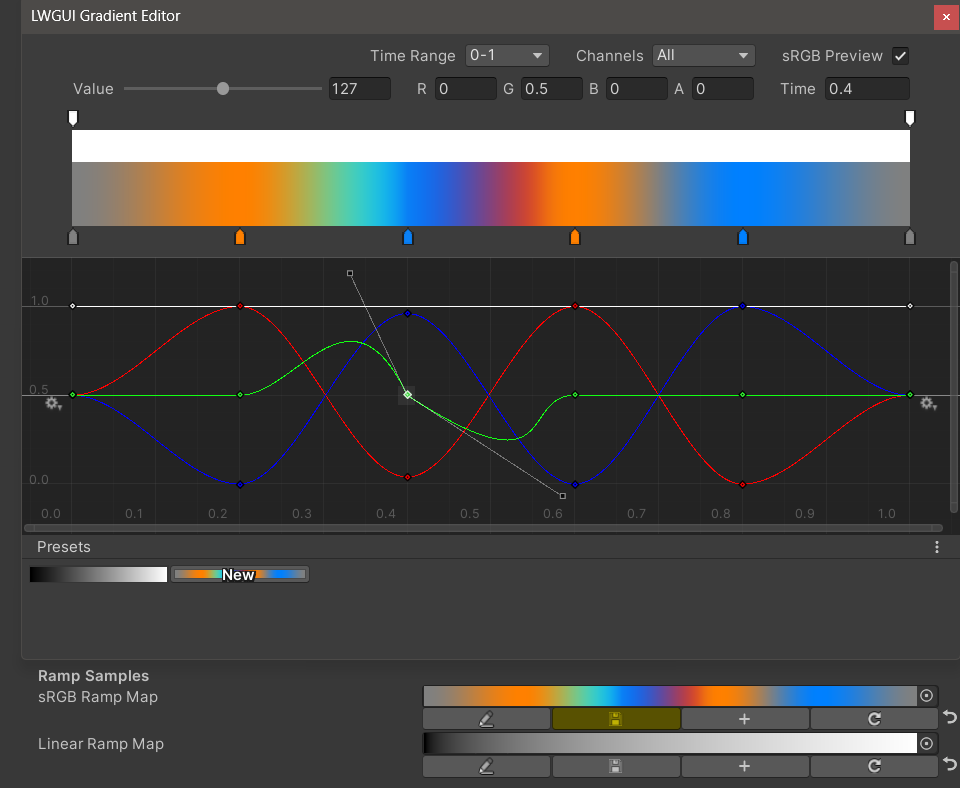 LWGUI Gradient Editor
Time Range 0-1 Channels All sRGB Preview
Value 127 R 0 G 0.5 B 0 A 0 Time 0.4
1.0
0.5
0.0
0.0 0.1 0.2 0.3 0.4 0.5 0.6 0.7 0.8 0.9 1.0
Presets
New
Ramp Samples
sRGB Ramp Map
Linear Ramp Map